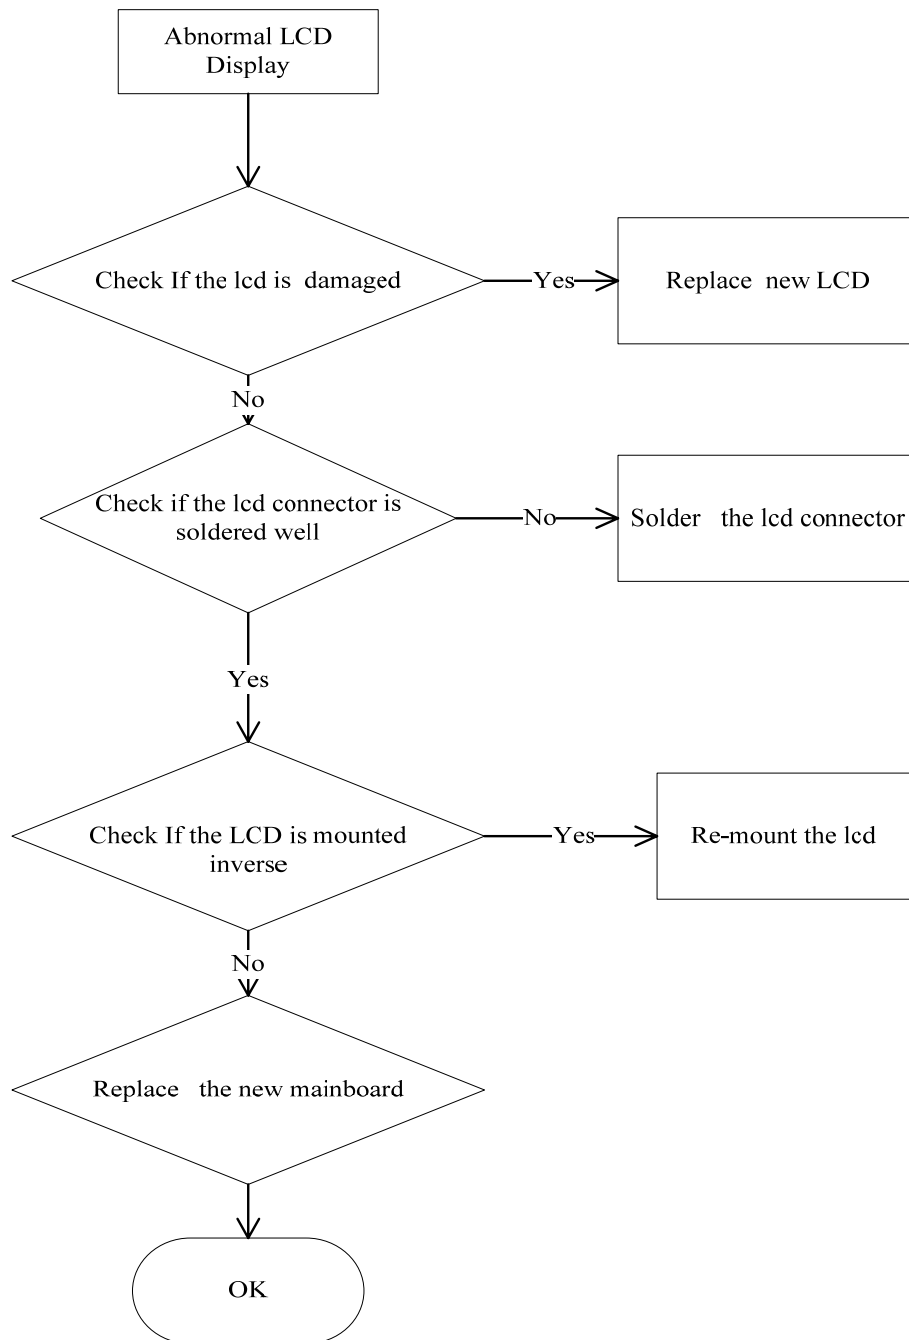 Abnormal LCD
Display
Check If the lcd is damaged
Yes
Replace new LCD
No
Check if the lcd connector is
soldered well
No
Solder the lcd connector
Yes
Check If the LCD is mounted
inverse
Yes
Re-mount the lcd
No
Replace the new mainboard
OK